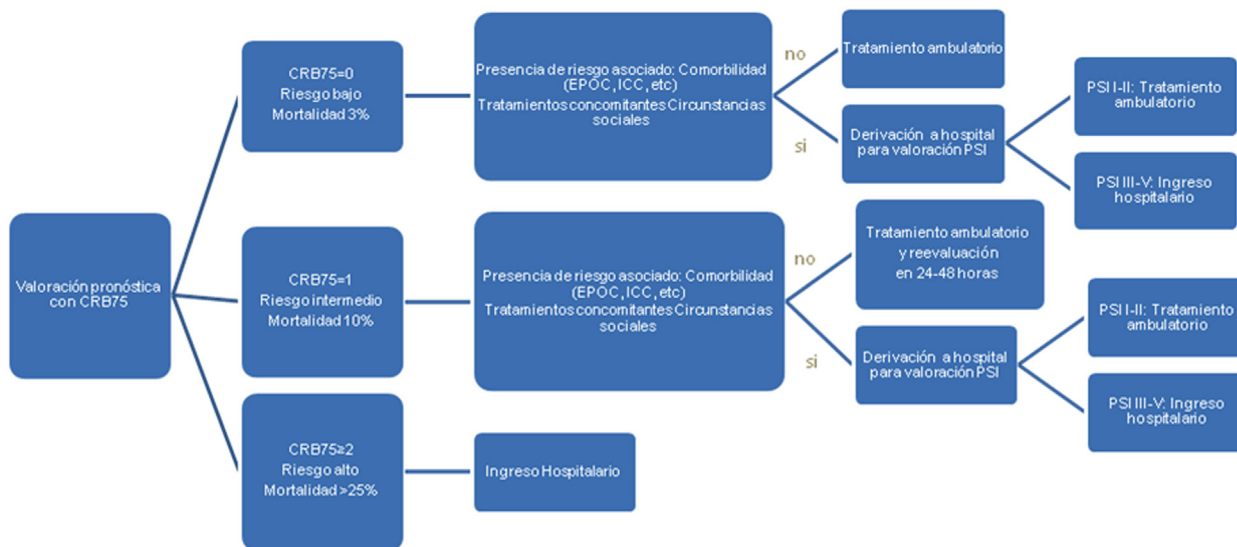 Valoración pronóstica
con CRB75
CRB75=0
Riesgo bajo
Mortalidad 3%
Presencia de riesgo asociado: Comorbilidad
(EPOC, ICC, etc)
Tratamientos concomitantes Circunstancias
sociales
no
Tratamiento ambulatorio
si
Derivación a hospital
para valoración PSI
PSI I-II: Tratamiento
ambulatorio
PSI III-V: Ingreso
hospitalario
CRB75=1
Riesgo intermedio
Mortalidad 10%
Presencia de riesgo asociado: Comorbilidad
(EPOC, ICC, etc)
Tratamientos concomitantes Circunstancias
sociales
no
Tratamiento ambulatorio
y reevaluación
en 24-48 horas
si
Derivación a hospital
para valoración PSI
PSI I-II: Tratamiento
ambulatorio
PSI III-V: Ingreso
hospitalario
CRB75≥2
Riesgo alto
Mortalidad >25%
Ingreso Hospitalario